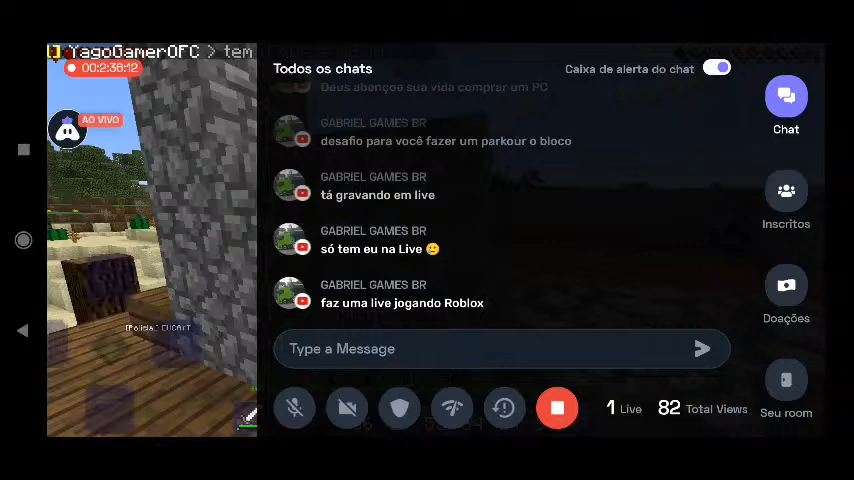 YagoGamerOFC > tem
00:2:38:12
AO VIVO
[Polícia] EUCAYT
Todos os chats
Caixa de alerta do chat
Deus abençoe sua vida comprar um PC
GABRIEL GAMES BR
desafio para você fazer um parkour o bloco
GABRIEL GAMES BR
tá gravando em live
GABRIEL GAMES BR
só tem eu na Live 🥲
GABRIEL GAMES BR
faz uma live jogando Roblox
Type a Message
1 Live
82 Total Views
Chat
Inscritos
Doações
Seu room